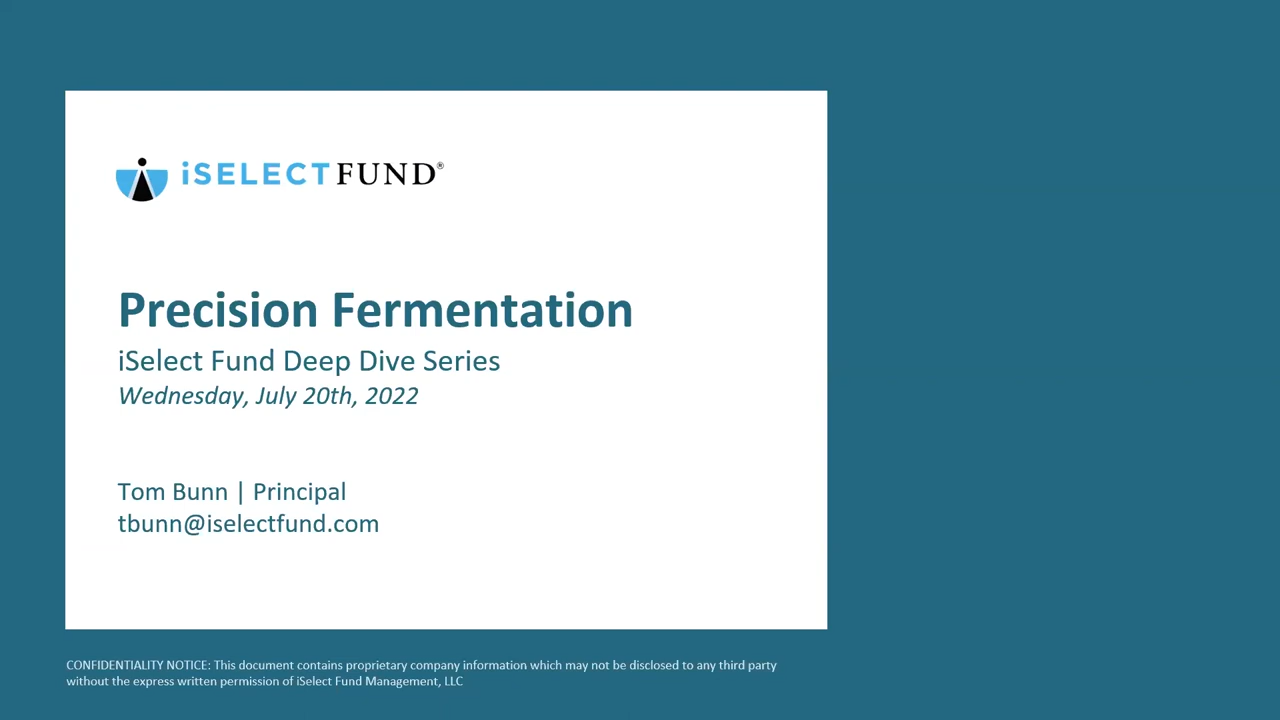 iSELECTFUND®
Precision Fermentation
iSelect Fund Deep Dive Series
Wednesday, July 20th, 2022
Tom Bunn | Principal
tbunn@iselectfund.com
CONFIDENTIALITY NOTICE: This document contains proprietary company information which may not be disclosed to any third party
without the express written permission of iSelect Fund Management, LLC